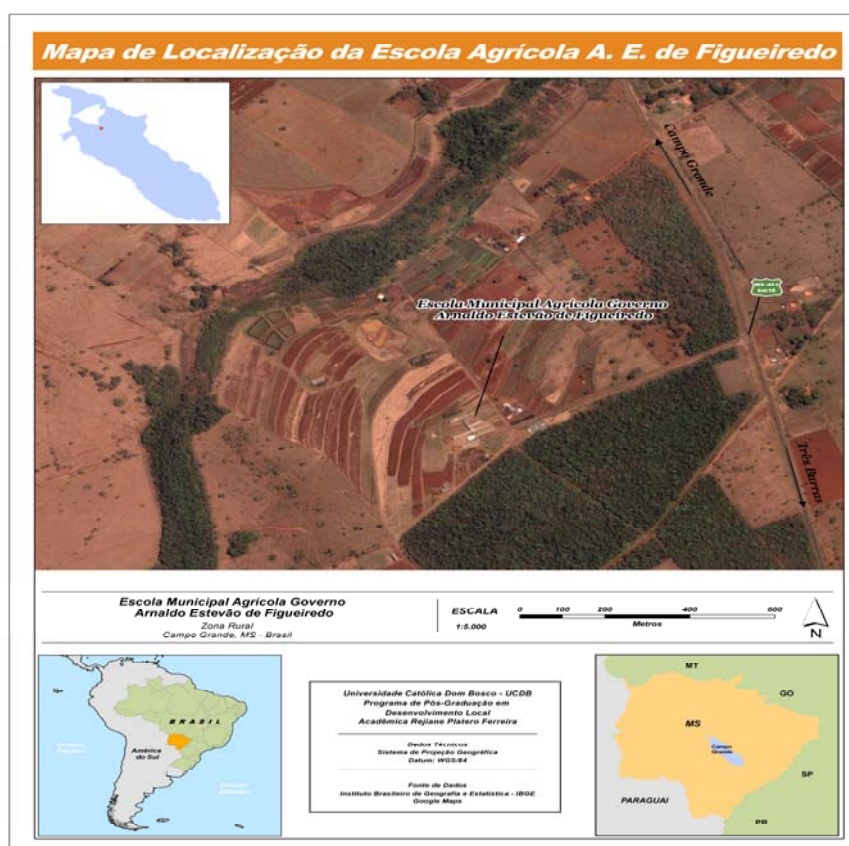 Mapa de Localização da Escola Agrícola A. E. de Figueiredo
Campo Grande
Escola Municipal Agrícola Governo
Arnaldo Estevão de Figueiredo
Três Barras
Escola Municipal Agrícola Governo
Arnaldo Estevão de Figueiredo
Zona Rural
Campo Grande, MS - Brasil
ESCALA
1:5.000
0 100 200 400 600
Metros
N
BRASIL
América
do Sul
Oceano
Pacífico
Oceano
Atlântico
Universidade Católica Dom Bosco - UCDB
Programa de Pós-Graduação em
Desenvolvimento Local
Acadêmica Rejiane Platero Ferreira
Dados Técnicos
Sistema de Projeção Geográfica
Datum: WGS/84
Fonte de Dados
Instituto Brasileiro de Geografia e Estatística - IBGE
Google Maps
MT
GO
MS
Campo
Grande
SP
PARAGUAI
PR